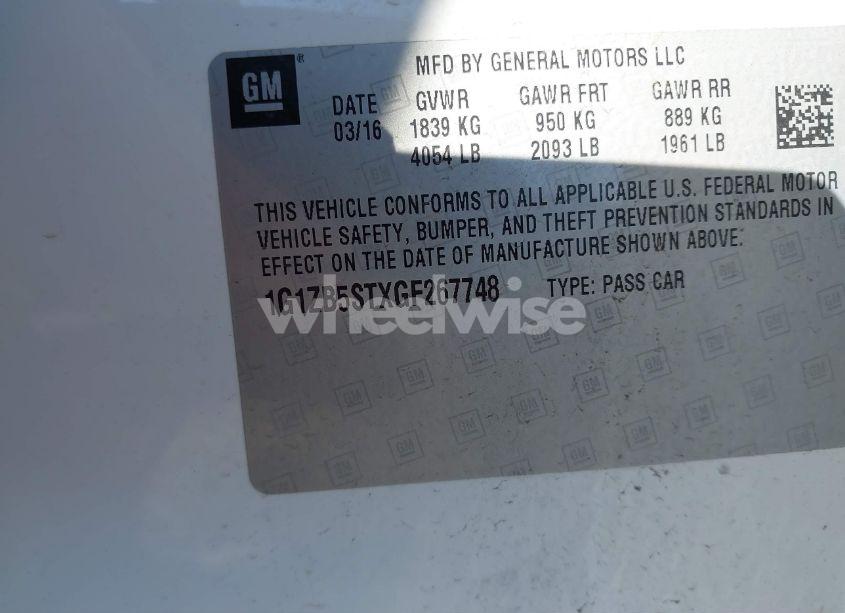 GM ®
MFD BY GENERAL MOTORS LLC
DATE GVWR GAWR FRT GAWR RR
03/16 1839 KG 950 KG 889 KG
4054 LB 2093 LB 1961 LB
THIS VEHICLE CONFORMS TO ALL APPLICABLE U.S. FEDERAL MOTOR
VEHICLE SAFETY, BUMPER, AND THEFT PREVENTION STANDARDS IN
EFFECT ON THE DATE OF MANUFACTURE SHOWN ABOVE.
1G1ZB5STXGF267748 TYPE: PASS CAR
wheelwise